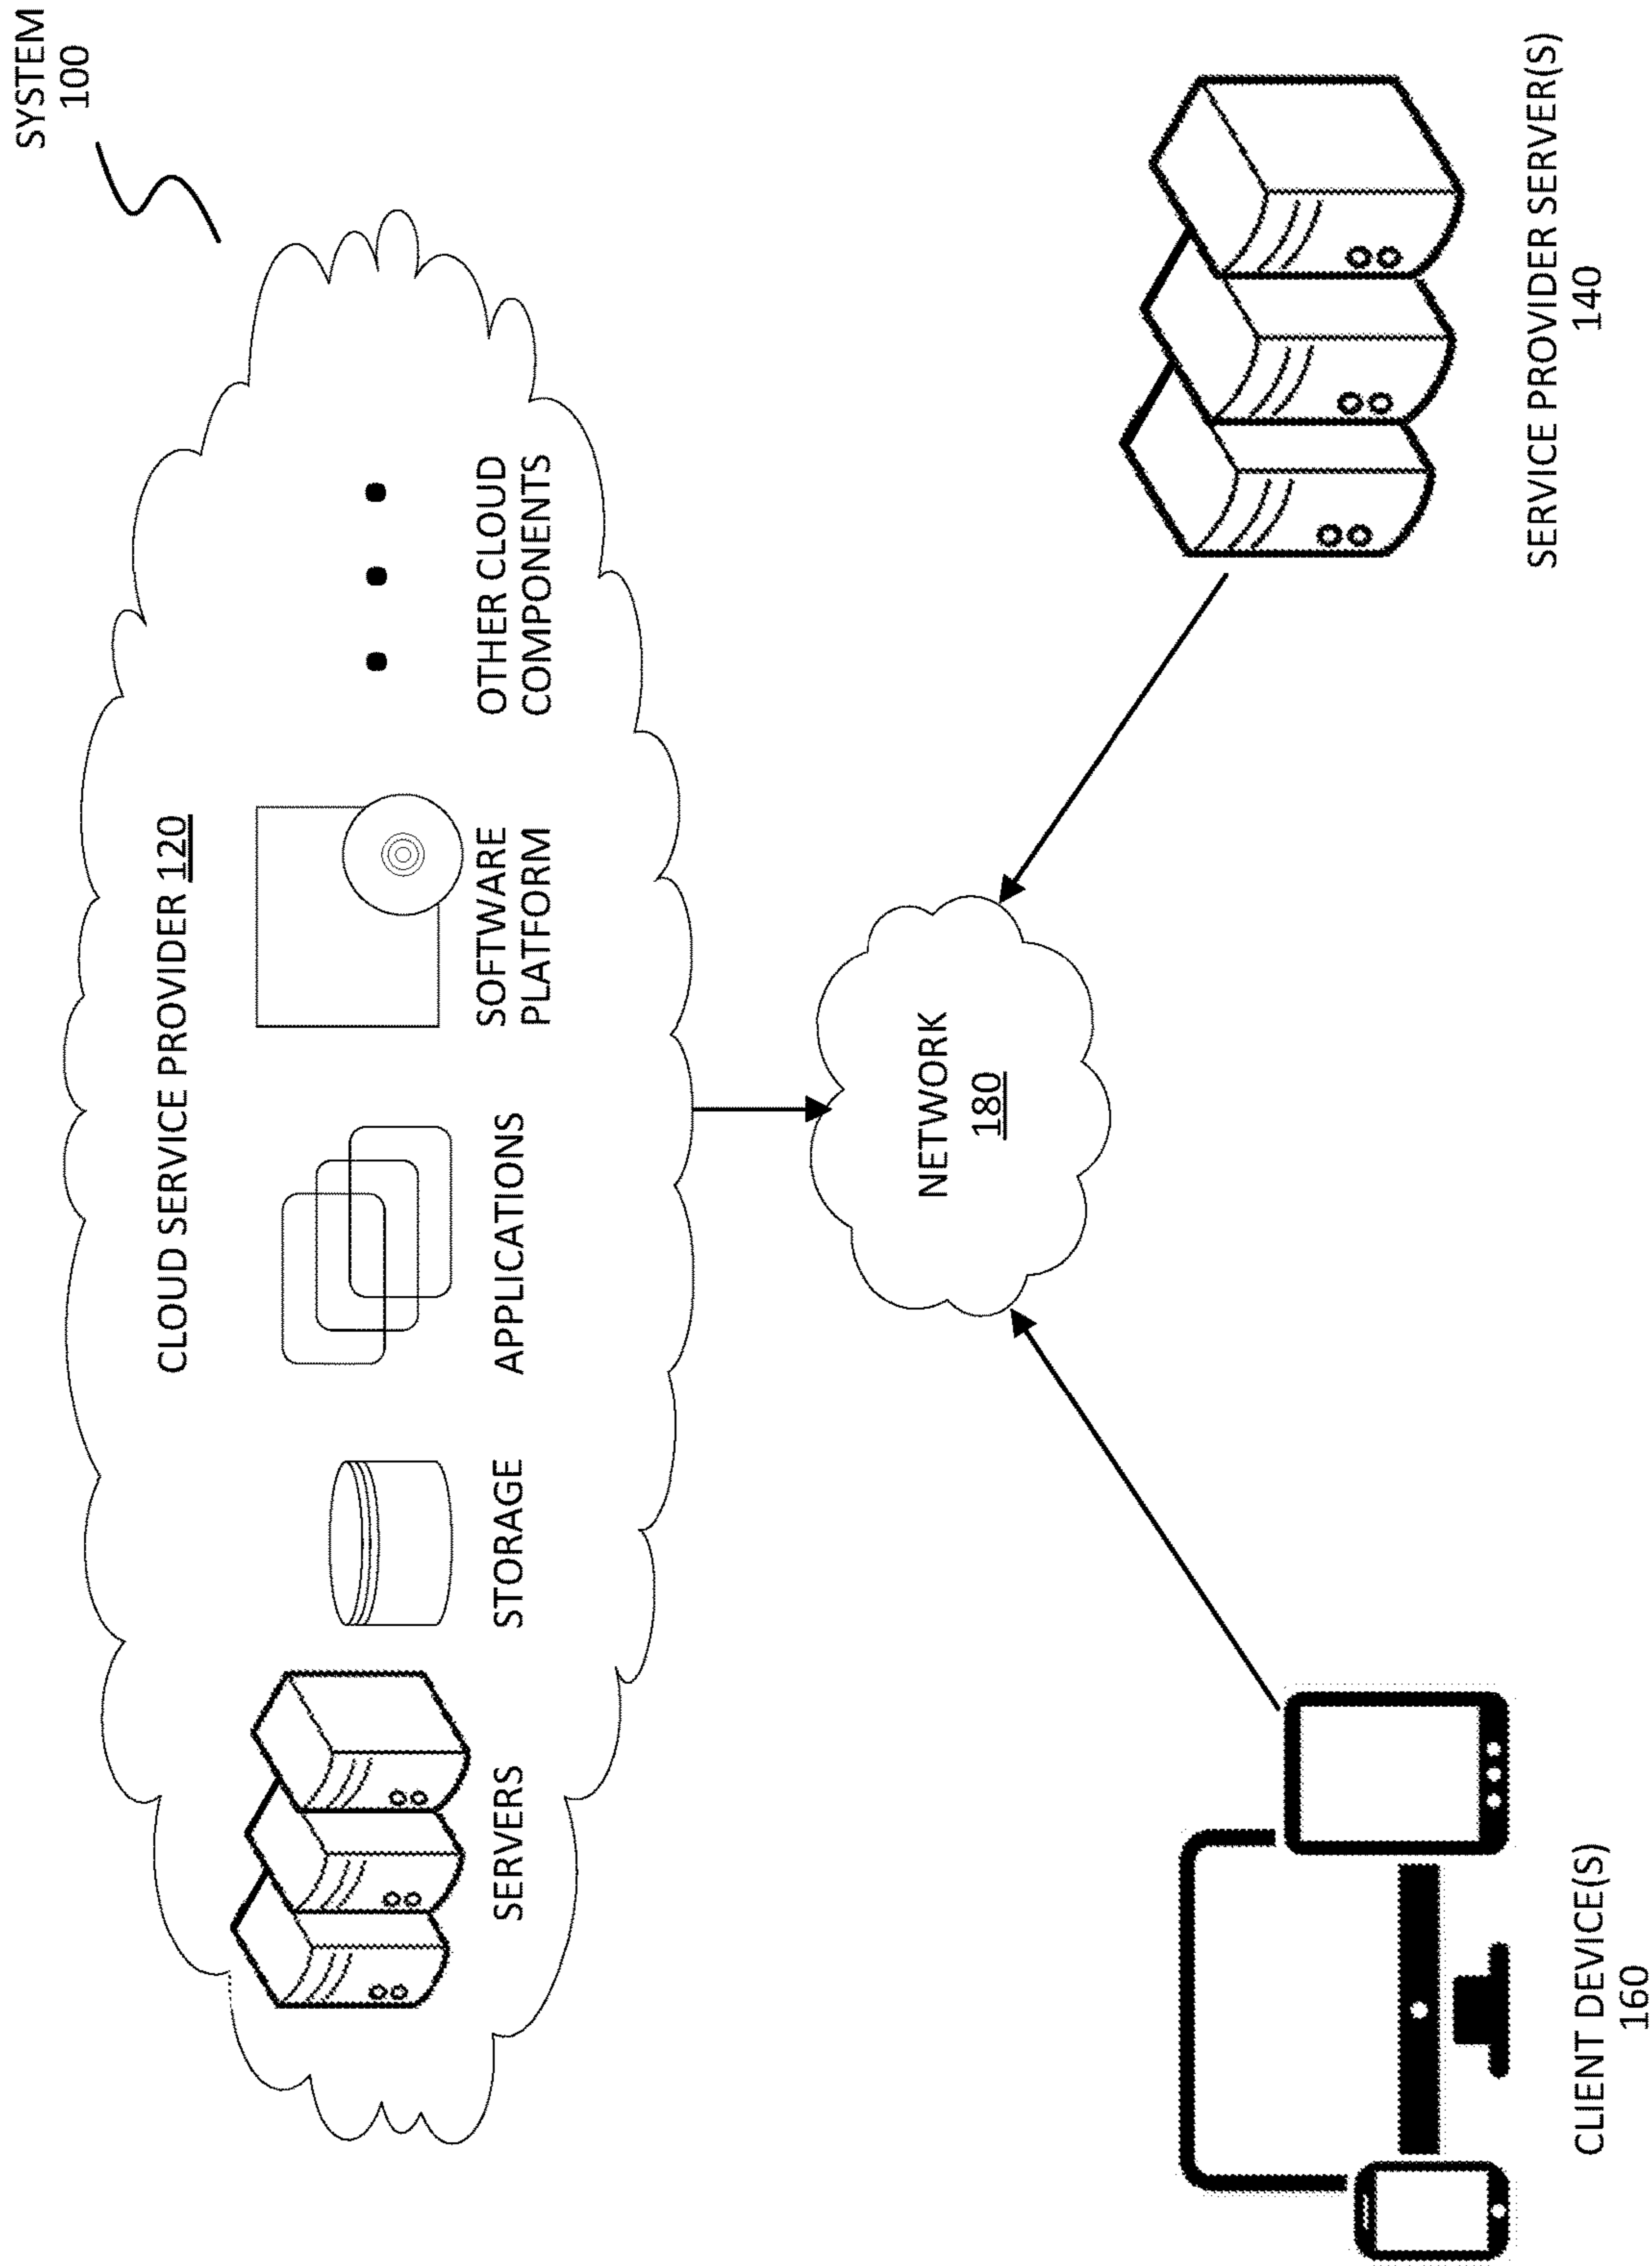 SYSTEM
100
CLOUD SERVICE PROVIDER 120
SERVERS
STORAGE
APPLICATIONS
SOFTWARE
PLATFORM
OTHER CLOUD
COMPONENTS
NETWORK
180
CLIENT DEVICE(S)
160
SERVICE PROVIDER SERVER(S)
140